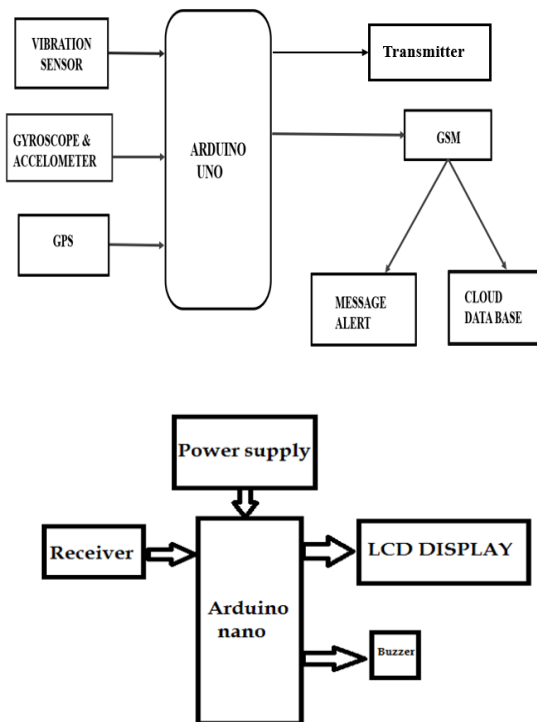 VIBRATION
SENSOR
Transmitter
GYROSCOPE &
ACCELOMETER
ARDUINO
UNO
GSM
GPS
MESSAGE
ALERT
CLOUD
DATA BASE
Power supply
Receiver
LCD DISPLAY
Arduino
nano
Buzzer